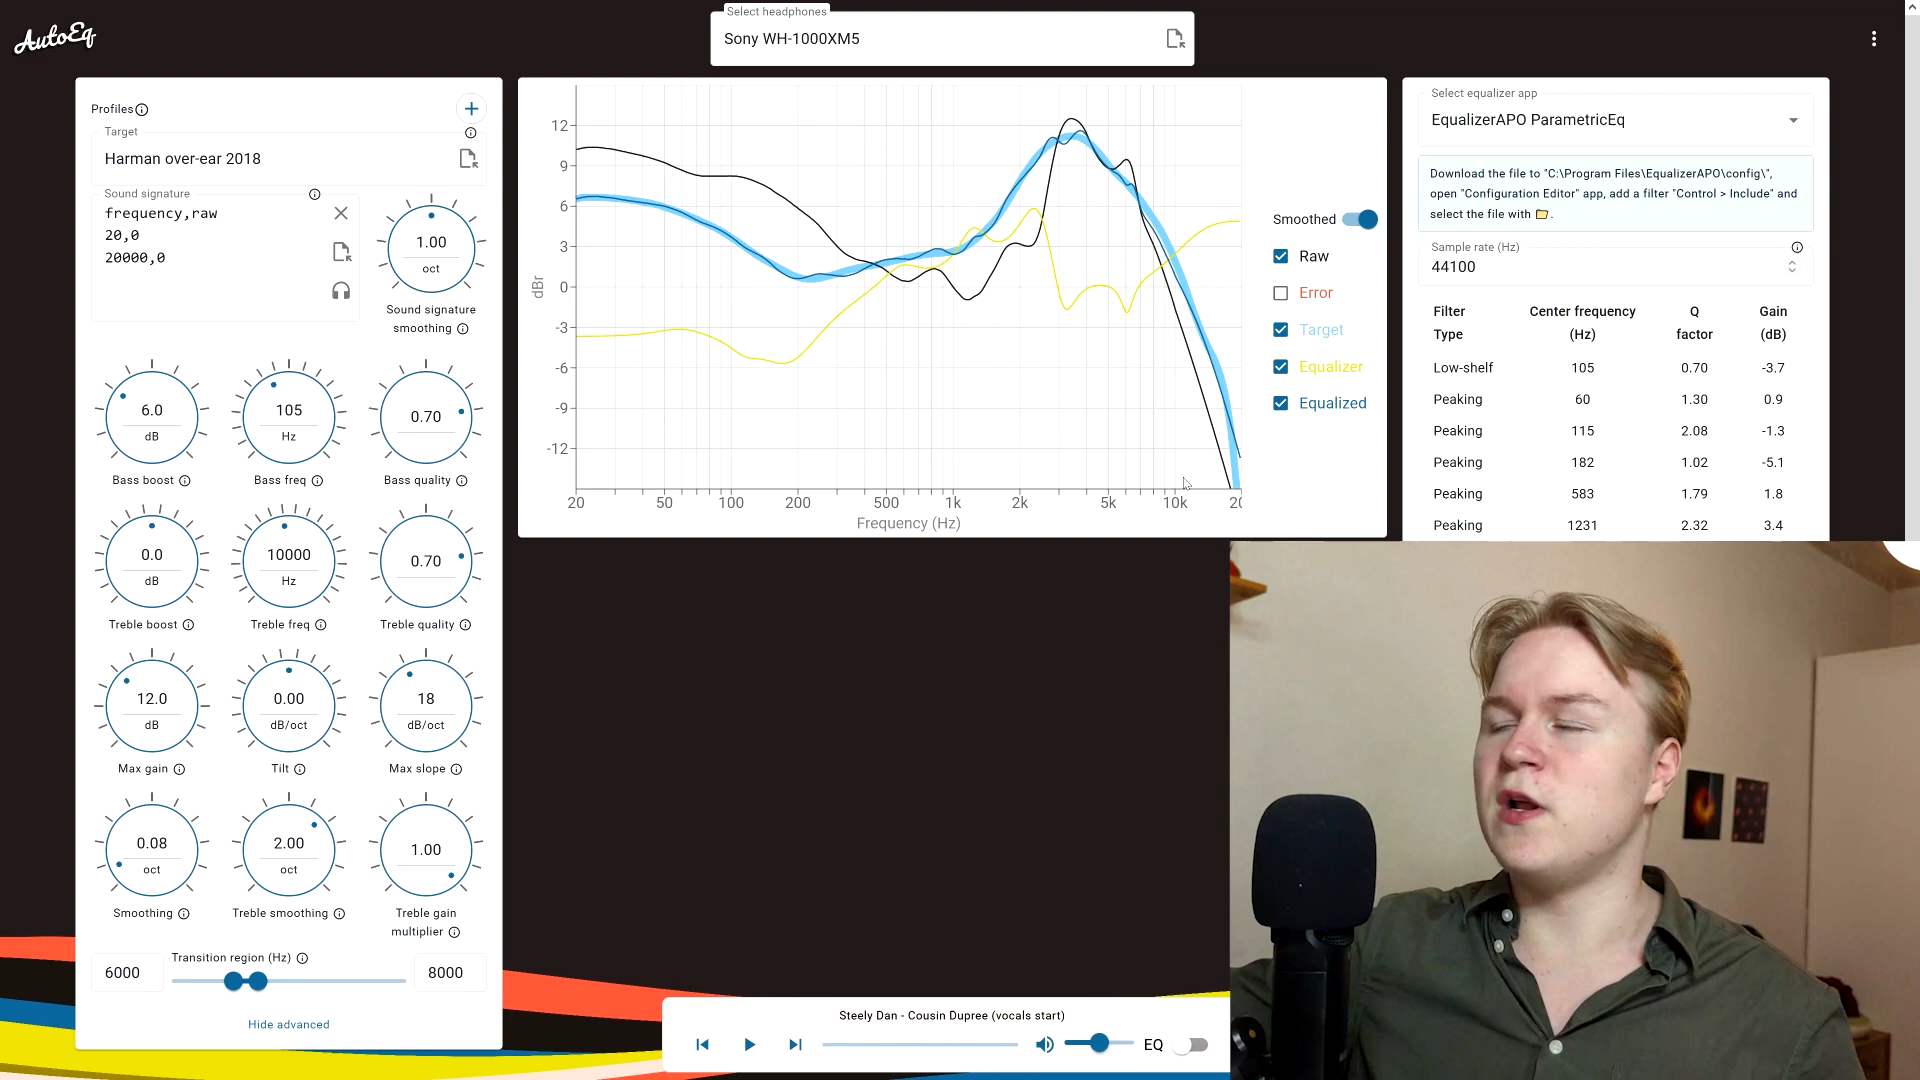 AutoEq
Select headphones
Sony WH-1000XM5
Profiles
Target
Harman over-ear 2018
Sound signature
frequency,raw
20,0
20000,0
1.00
oct
Sound signature
smoothing
6.0
dB
Bass boost
105
Hz
Bass freq
0.70
Bass quality
0.0
dB
Treble boost
10000
Hz
Treble freq
0.70
Treble quality
12.0
dB
Max gain
0.00
dB/oct
Tilt
18
dB/oct
Max slope
0.08
oct
Smoothing
2.00
oct
Treble smoothing
1.00
Treble gain
multiplier
Transition region (Hz)
6000
8000
Hide advanced
dBr
12
9
6
3
0
-3
-6
-9
-12
20 50 100 200 500 1k 2k 5k 10k 20
Frequency (Hz)
Smoothed
Raw
Error
Target
Equalizer
Equalized
Select equalizer app
EqualizerAPO ParametricEq
Download the file to "C:\Program Files\EqualizerAPO\config\",
open "Configuration Editor" app, add a filter "Control > Include" and
select the file with .
Sample rate (Hz)
44100
Filter Type Center frequency (Hz) Q factor Gain (dB)
Low-shelf 105 0.70 -3.7
Peaking 60 1.30 0.9
Peaking 115 2.08 -1.3
Peaking 182 1.02 -5.1
Peaking 583 1.79 1.8
Peaking 1231 2.32 3.4
Steely Dan - Cousin Dupree (vocals start)
EQ